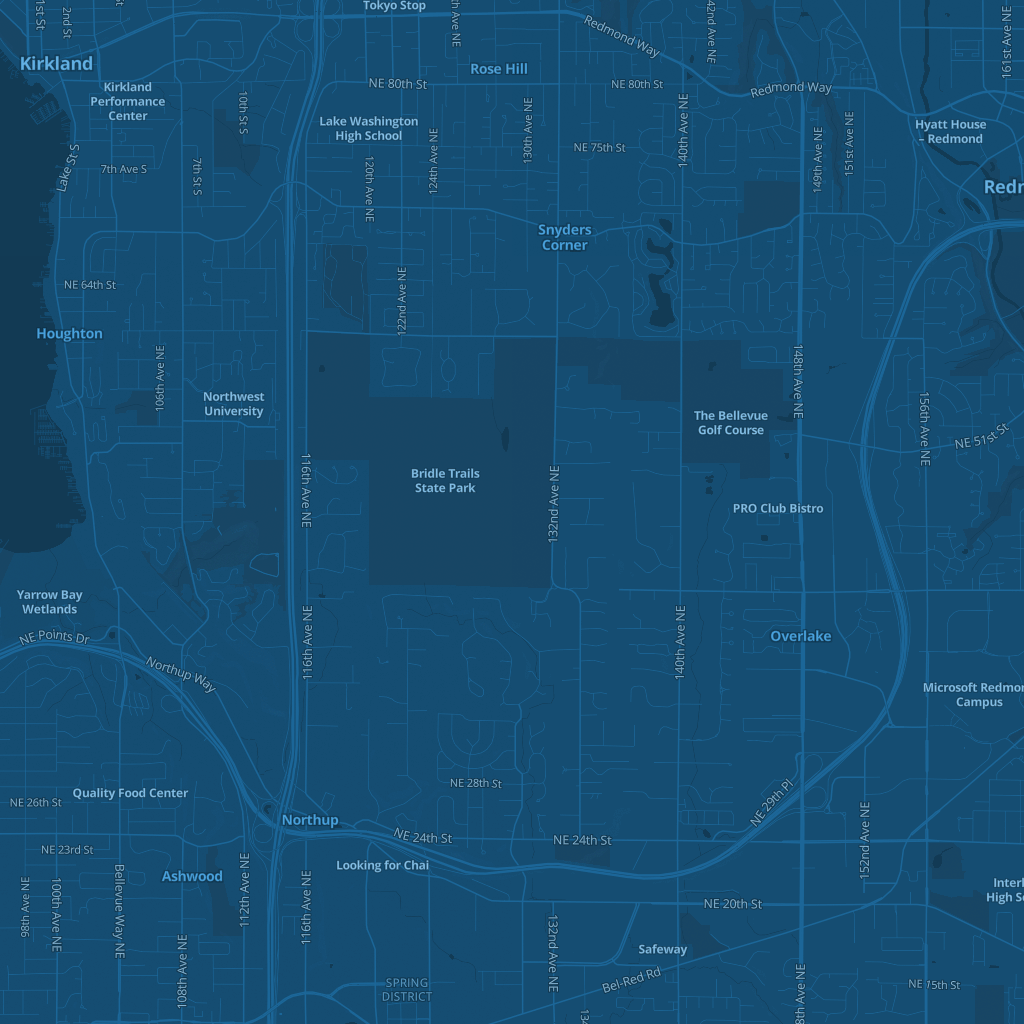 Tokyo Stop
Redmond Way
Kirkland
Rose Hill
161st Ave NE
Kirkland
Performance
Center
10th St S
NE 80th St
NE 80th St
Redmond Way
Lake Washington
High School
Hyatt House
– Redmond
130th Ave NE
140th Ave NE
124th Ave NE
149th Ave NE
151st Ave NE
NE 75th St
Lake St S
7th Ave S
7th St S
120th Ave NE
Snyders
Corner
NE 64th St
122nd Ave NE
Houghton
106th Ave NE
148th Ave NE
Northwest
University
The Bellevue
Golf Course
156th Ave NE
NE 51st St
116th Ave NE
Bridle Trails
State Park
132nd Ave NE
PRO Club Bistro
Yarrow Bay
Wetlands
NE Points Dr
Northup Way
116th Ave NE
140th Ave NE
Overlake
Campus
NE 28th St
NE 29th Pl
Quality Food Center
NE 26th St
Northup
NE 24th St
NE 24th St
152nd Ave NE
NE 23rd St
Looking for Chai
Ashwood
98th Ave NE
100th Ave NE
Bellevue Way NE
112th Ave NE
116th Ave NE
NE 20th St
132nd Ave NE
Safeway
108th Ave NE
SPRING
DISTRICT
Bel-Red Rd
NE 15th St